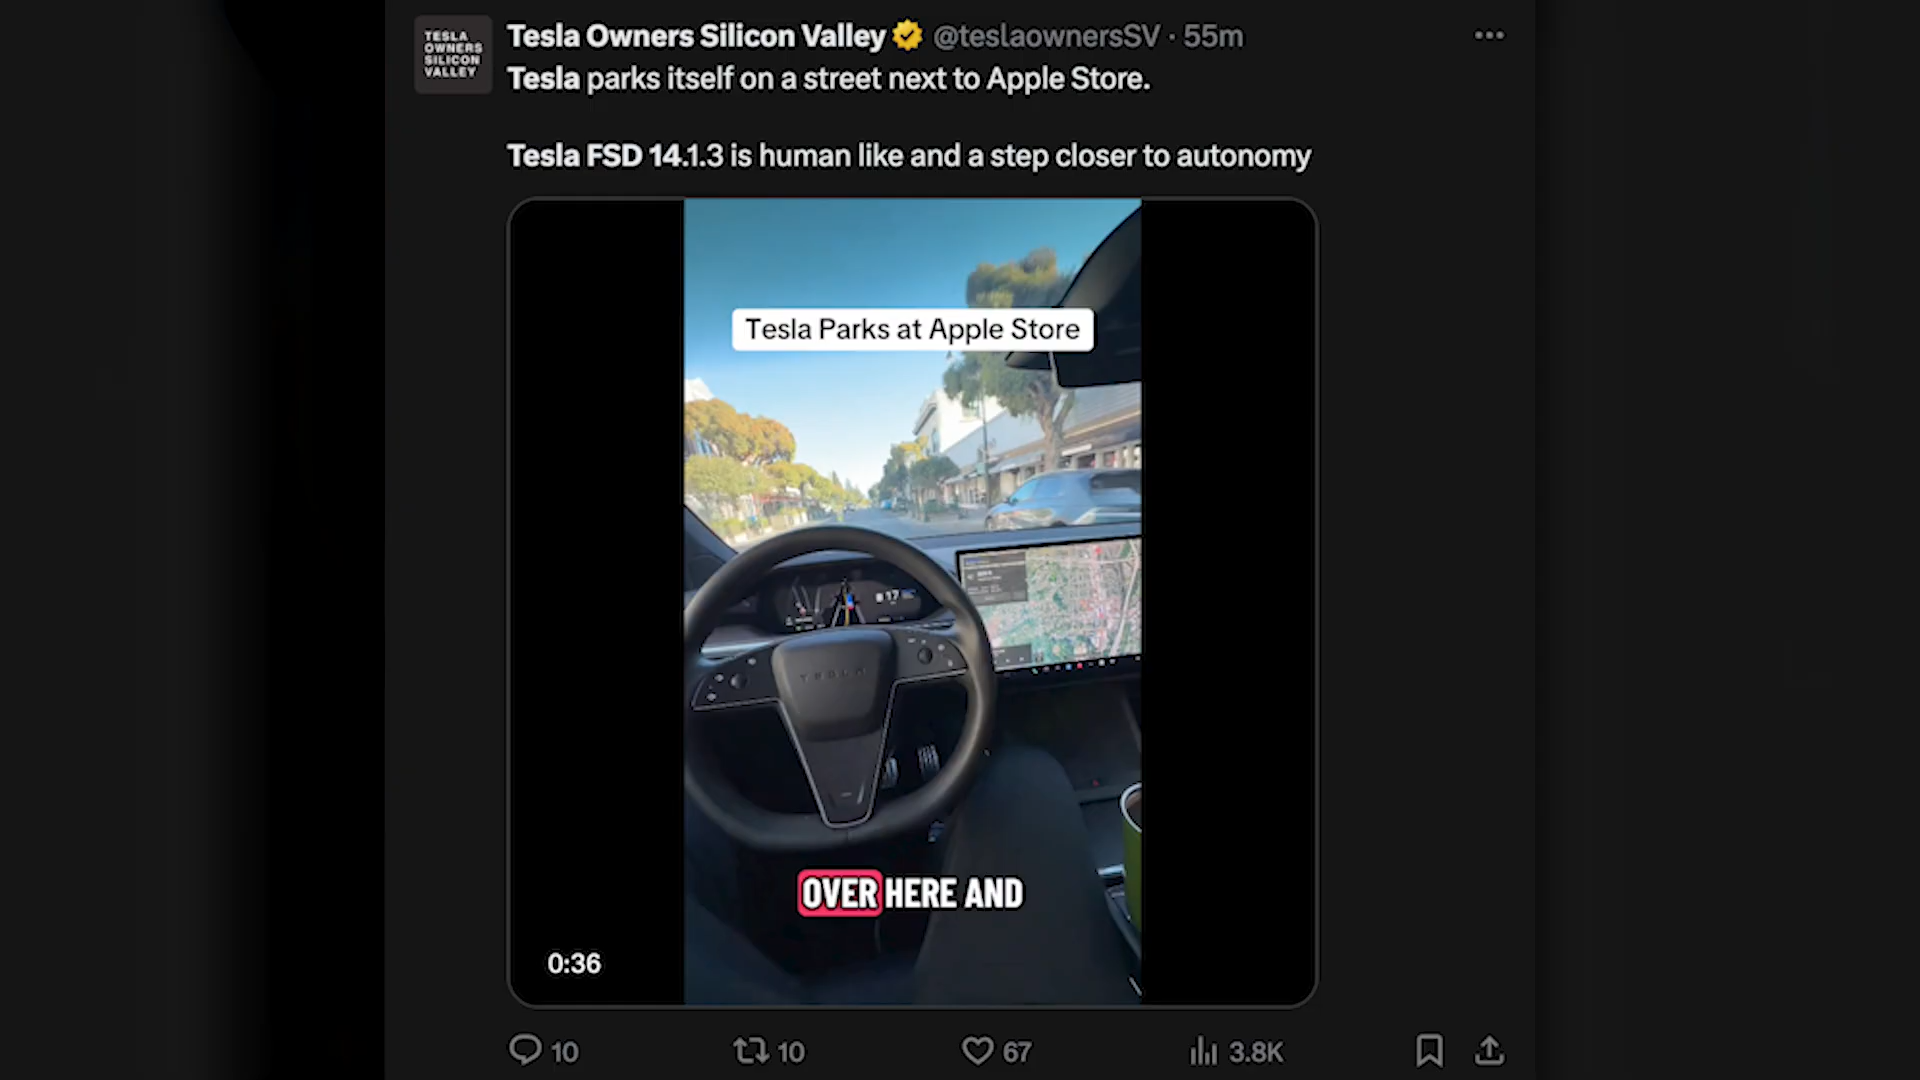 TESLA
OWNERS
SILICON
VALLEY
Tesla Owners Silicon Valley @teslaownersSV · 55m
Tesla parks itself on a street next to Apple Store.
Tesla FSD 14.1.3 is human like and a step closer to autonomy
Tesla Parks at Apple Store
17
TESLA
OVER HERE AND
0:36
10
10
67
3.8K